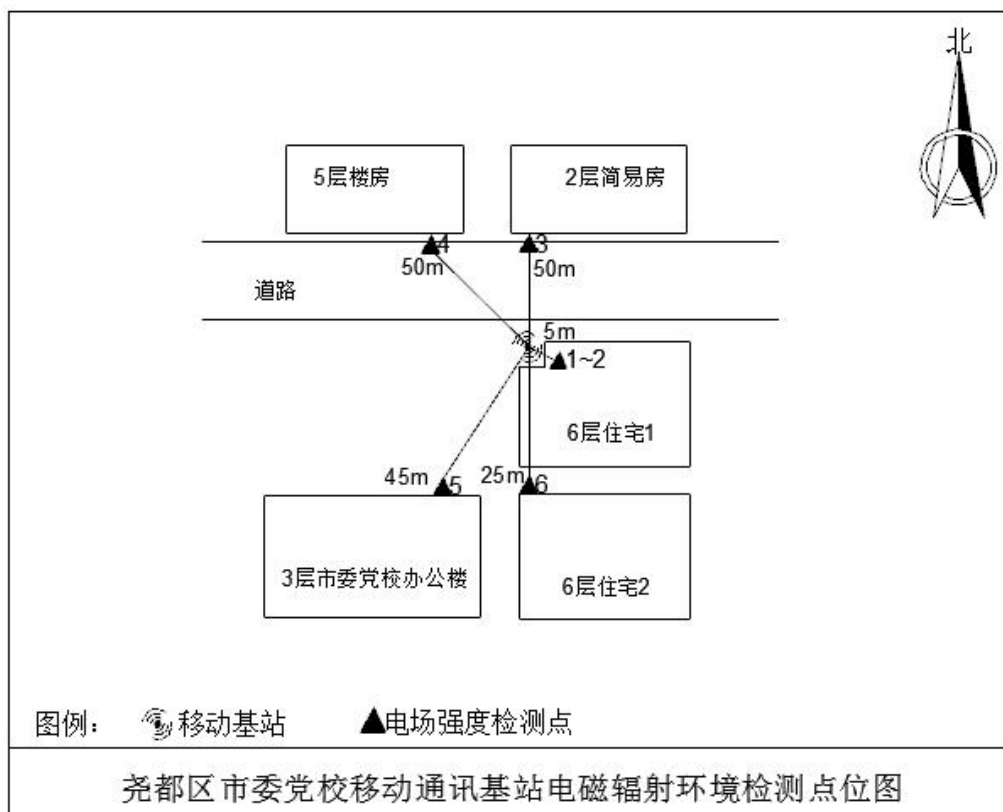 北
5层楼房
2层简易房
4
3
50m
50m
道路
5m
1~2
6层住宅1
45m
5
25m
6
3层市委党校办公楼
6层住宅2
图例: 移动基站 ▲电场强度检测点
尧都区市委党校移动通讯基站电磁辐射环境检测点位图